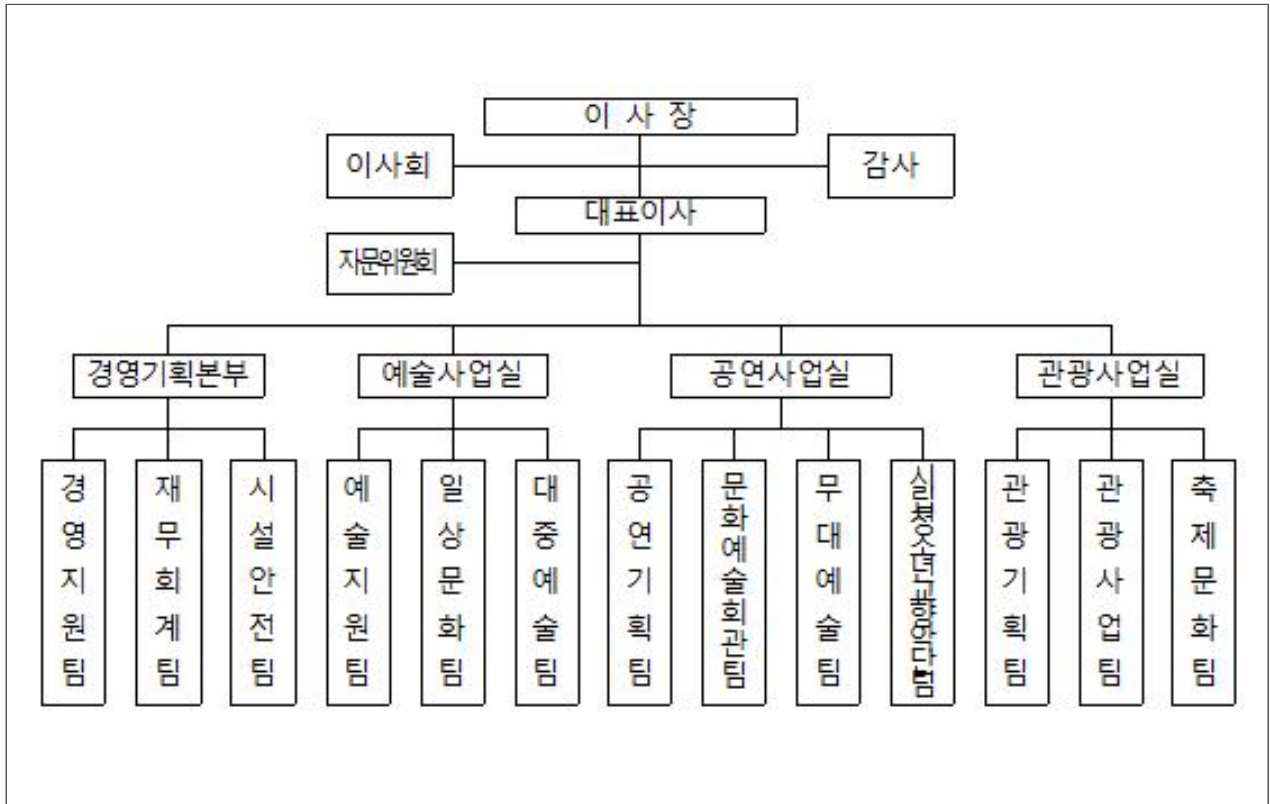 이 사 장
이사회
감사
대표이사
자문위원회
경영기획본부
예술사업실
공연사업실
관광사업실
경영지원팀
재무회계팀
시설안전팀
예술지원팀
일상문화팀
대중예술팀
공연기획팀
문화예술회관팀
무대예술팀
관광기획팀
관광사업팀
축제문화팀